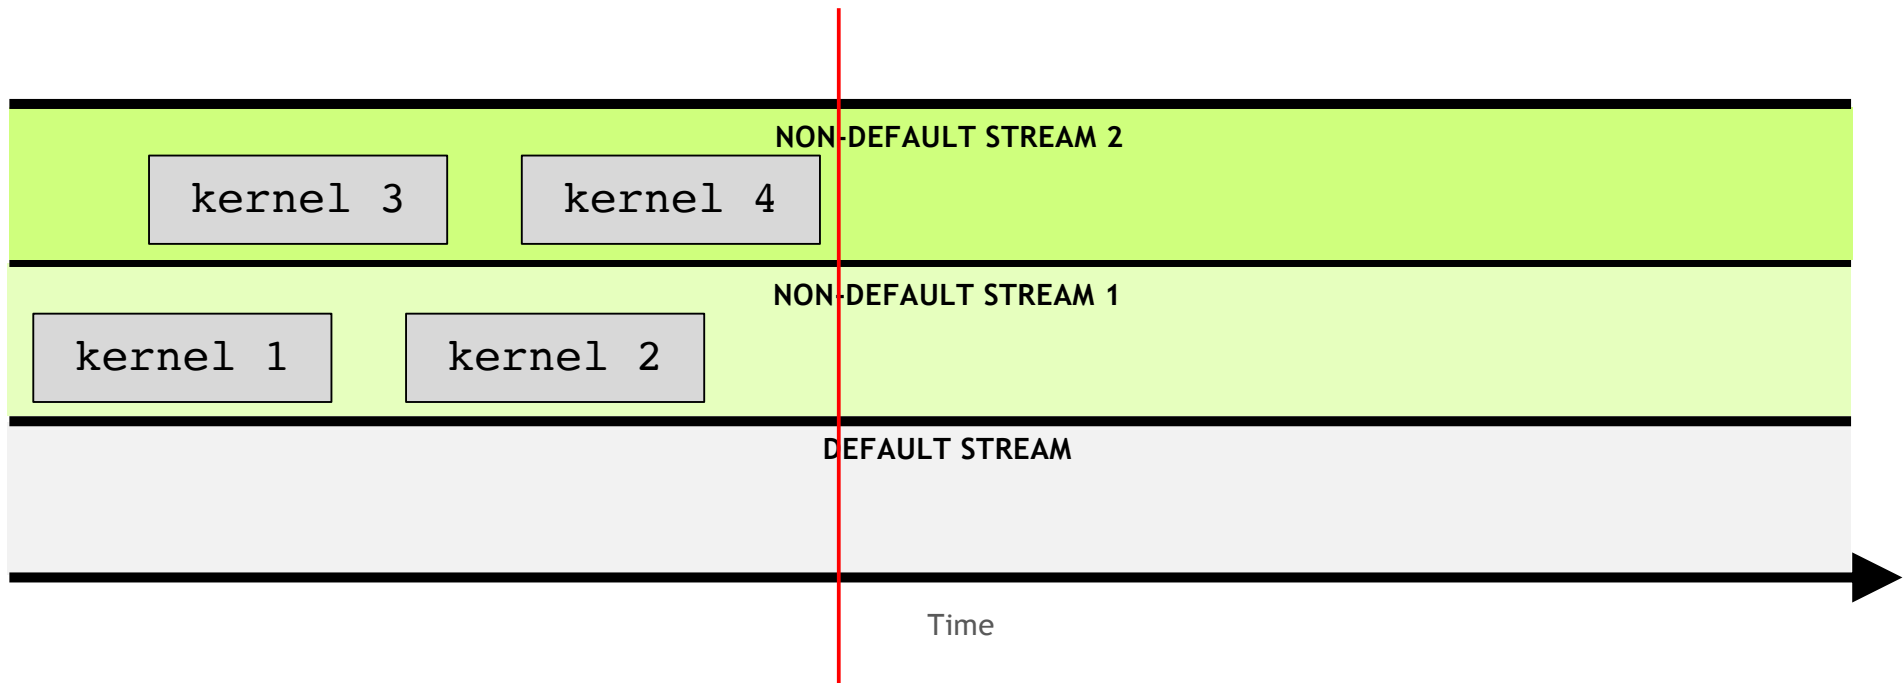 NON-DEFAULT STREAM 2
kernel 3
kernel 4
NON-DEFAULT STREAM 1
kernel 1
kernel 2
DEFAULT STREAM
Time